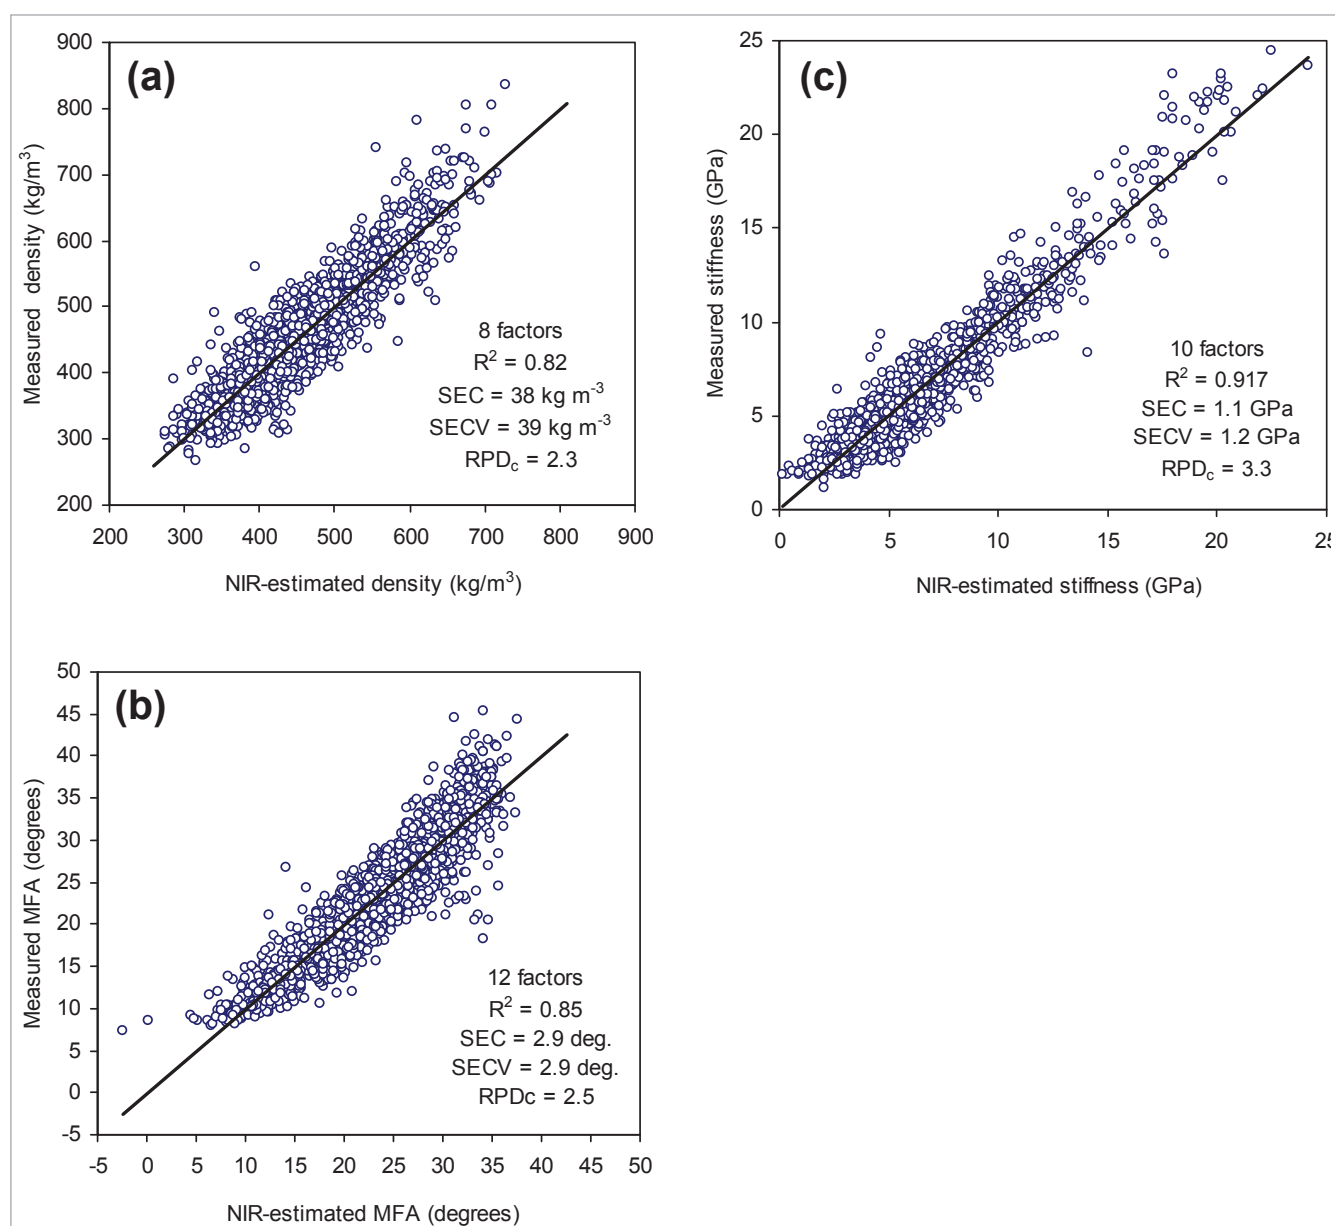 (a)
900
800
700
600
500
400
300
200
Measured density (kg/m³)
8 factors
R² = 0.82
SEC = 38 kg m⁻³
SECV = 39 kg m⁻³
RPD꜀ = 2.3
200 300 400 500 600 700 800 900
NIR-estimated density (kg/m³)
(c)
25
20
15
10
5
0
Measured stiffness (GPa)
10 factors
R² = 0.917
SEC = 1.1 GPa
SECV = 1.2 GPa
RPD꜀ = 3.3
0 5 10 15 20 25
NIR-estimated stiffness (GPa)
(b)
50
45
40
35
30
25
20
15
10
5
0
-5
Measured MFA (degrees)
12 factors
R² = 0.85
SEC = 2.9 deg.
SECV = 2.9 deg.
RPDc = 2.5
-5 0 5 10 15 20 25 30 35 40 45 50
NIR-estimated MFA (degrees)